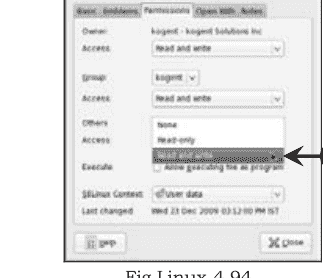 Basic Emblems Permissions Open With Notes
Owner: kogent - Kogent Solutions Inc
Access: Read and write
Group: kogent
Access: Read and write
Others None
Access: Read-only
Execute: Allow executing file as program
SELinux Context: User data
Last changed: Wed 23 Dec 2009 03:12:00 PM IST
Help Close
Fig.Linux-4.94